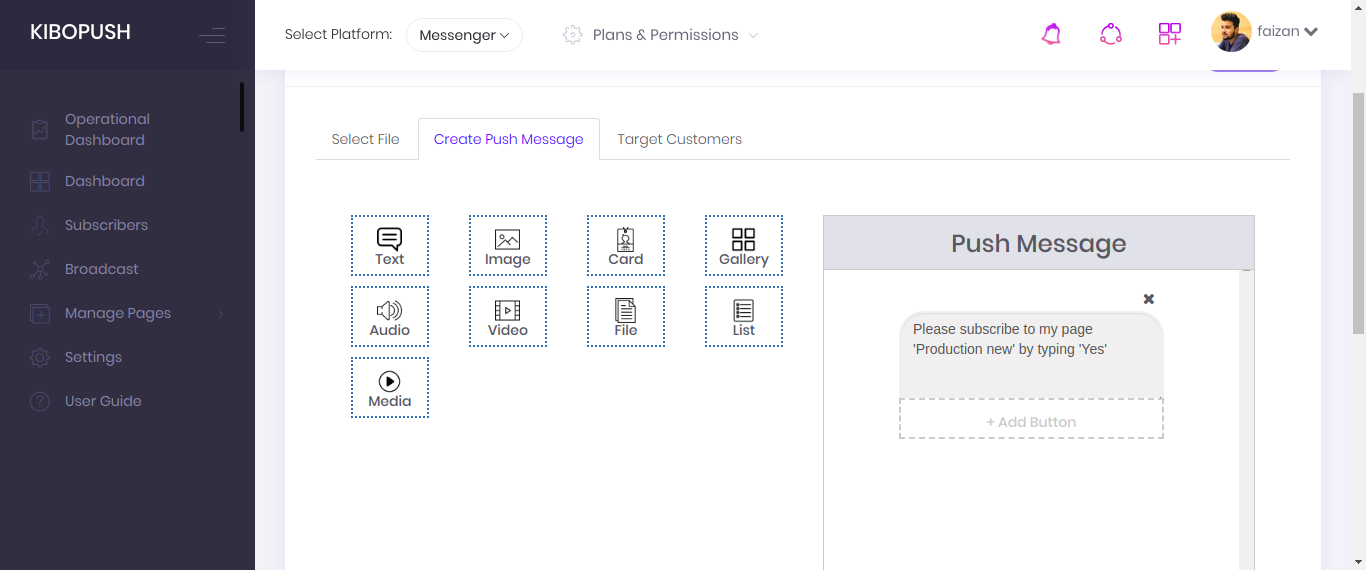 KIBOPUSH
Select Platform: Messenger Plans & Permissions faizan
Operational
Dashboard
Dashboard
Subscribers
Broadcast
Manage Pages
Settings
User Guide
Select File Create Push Message Target Customers
Text Image Card Gallery
Audio Video File List
Media
Push Message
Please subscribe to my page
'Production new' by typing 'Yes'
+ Add Button